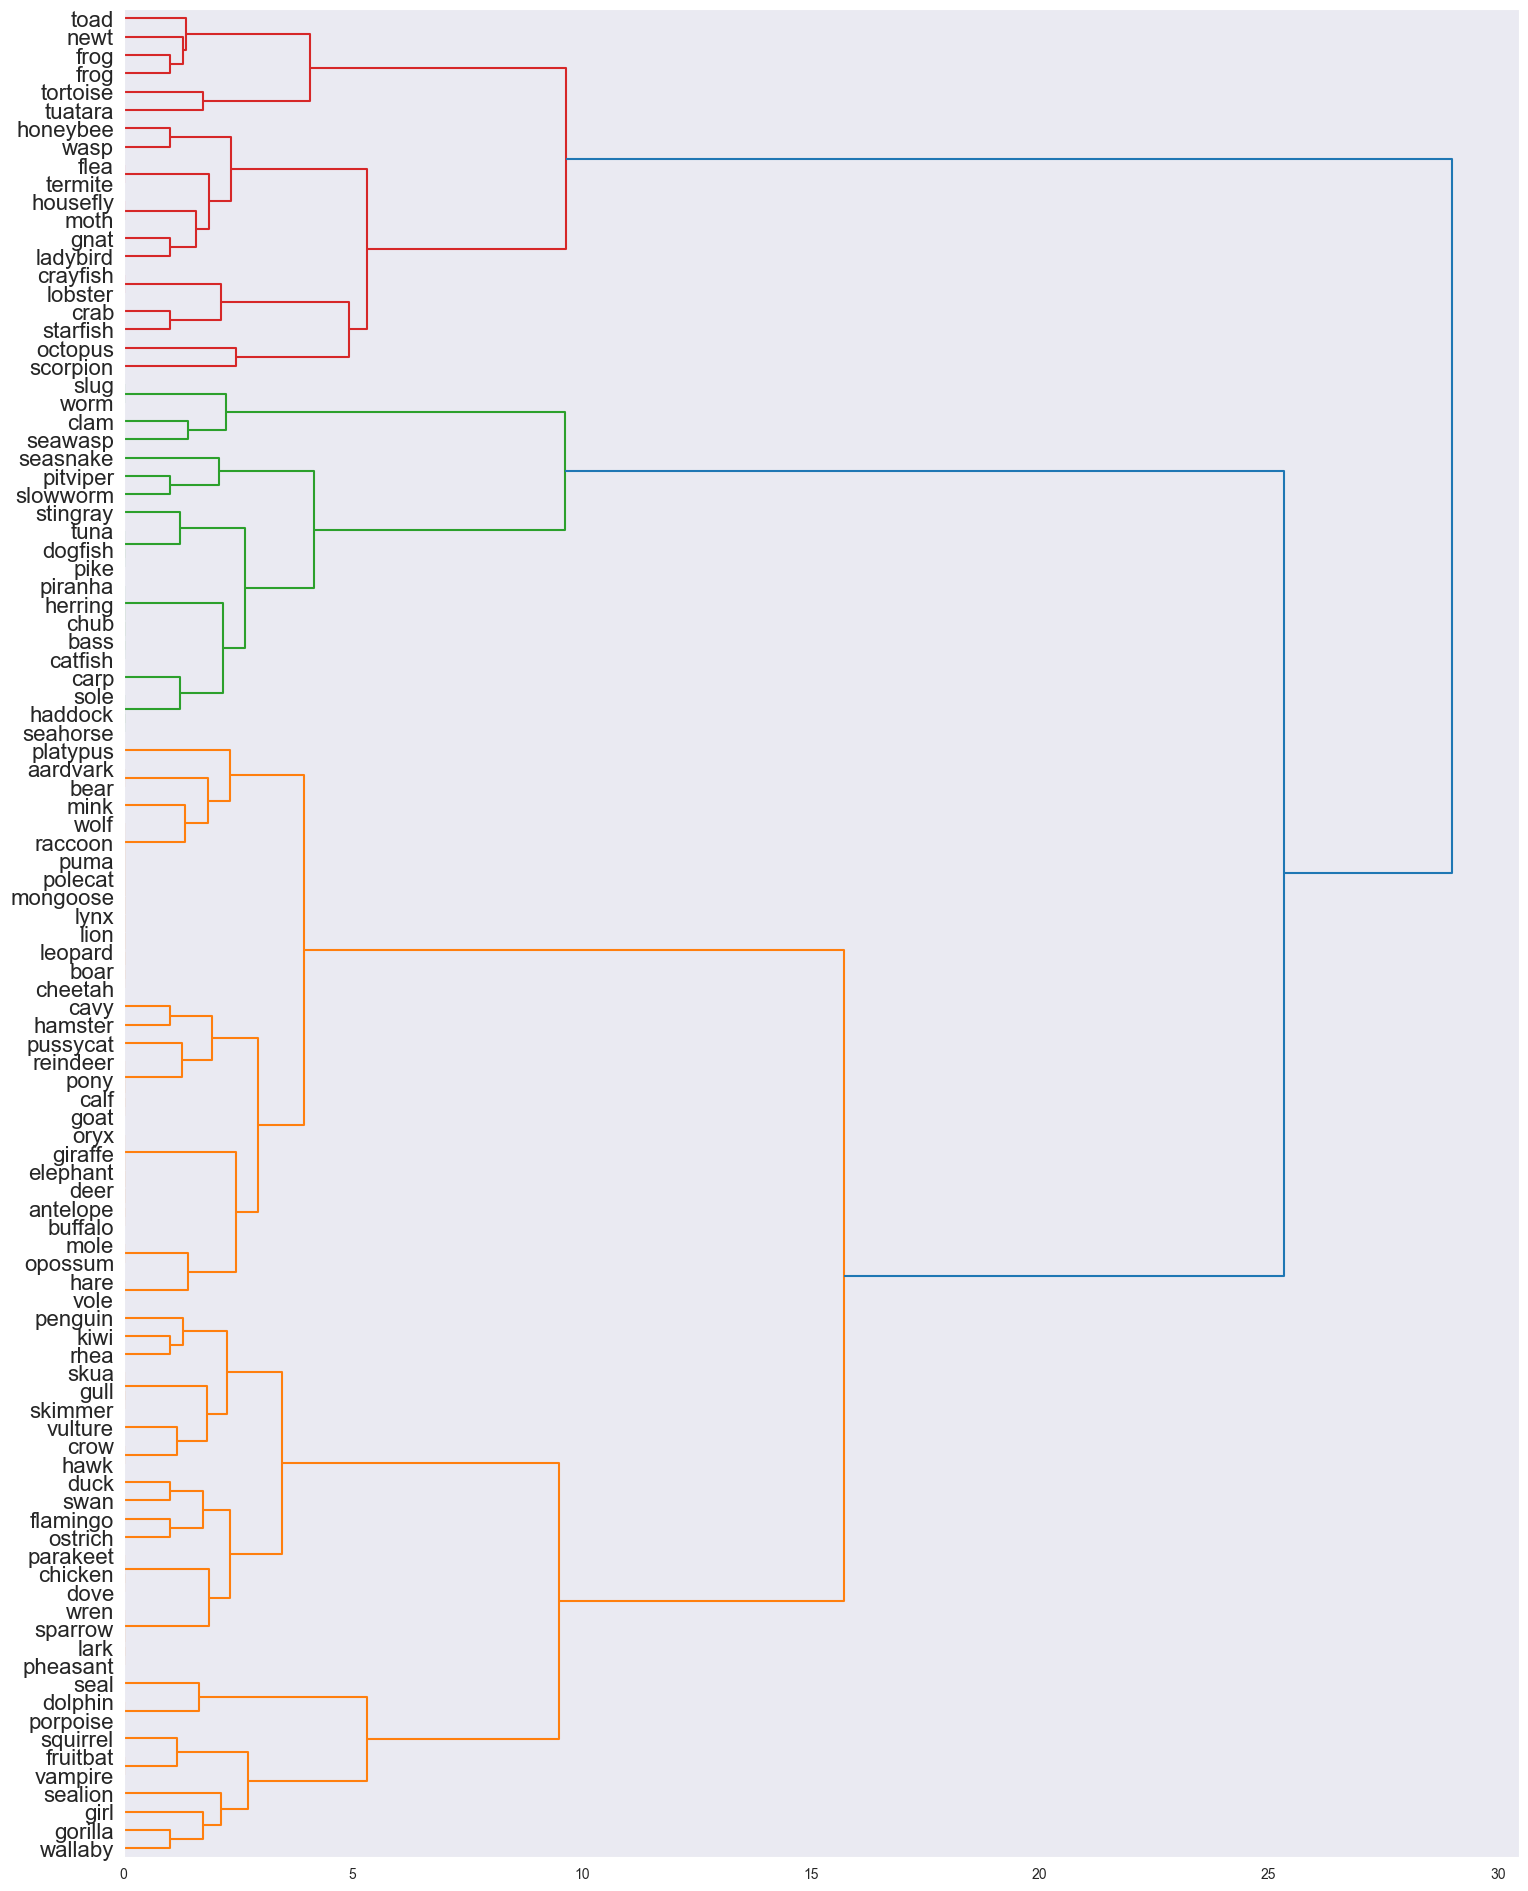 toad
newt
frog
frog
tortoise
tuatara
honeybee
wasp
flea
termite
housefly
moth
gnat
ladybird
crayfish
lobster
crab
starfish
octopus
scorpion
slug
worm
clam
seawasp
seasnake
pitviper
slowworm
stingray
tuna
dogfish
pike
piranha
herring
chub
bass
catfish
carp
sole
haddock
seahorse
platypus
aardvark
bear
mink
wolf
raccoon
puma
polecat
mongoose
lynx
lion
leopard
boar
cheetah
cavy
hamster
pussycat
reindeer
pony
calf
goat
oryx
giraffe
elephant
deer
antelope
buffalo
mole
opossum
hare
vole
penguin
kiwi
rhea
skua
gull
skimmer
vulture
crow
hawk
duck
swan
flamingo
ostrich
parakeet
chicken
dove
wren
sparrow
lark
pheasant
seal
dolphin
porpoise
squirrel
fruitbat
vampire
sealion
girl
gorilla
wallaby
0 5 10 15 20 25 30